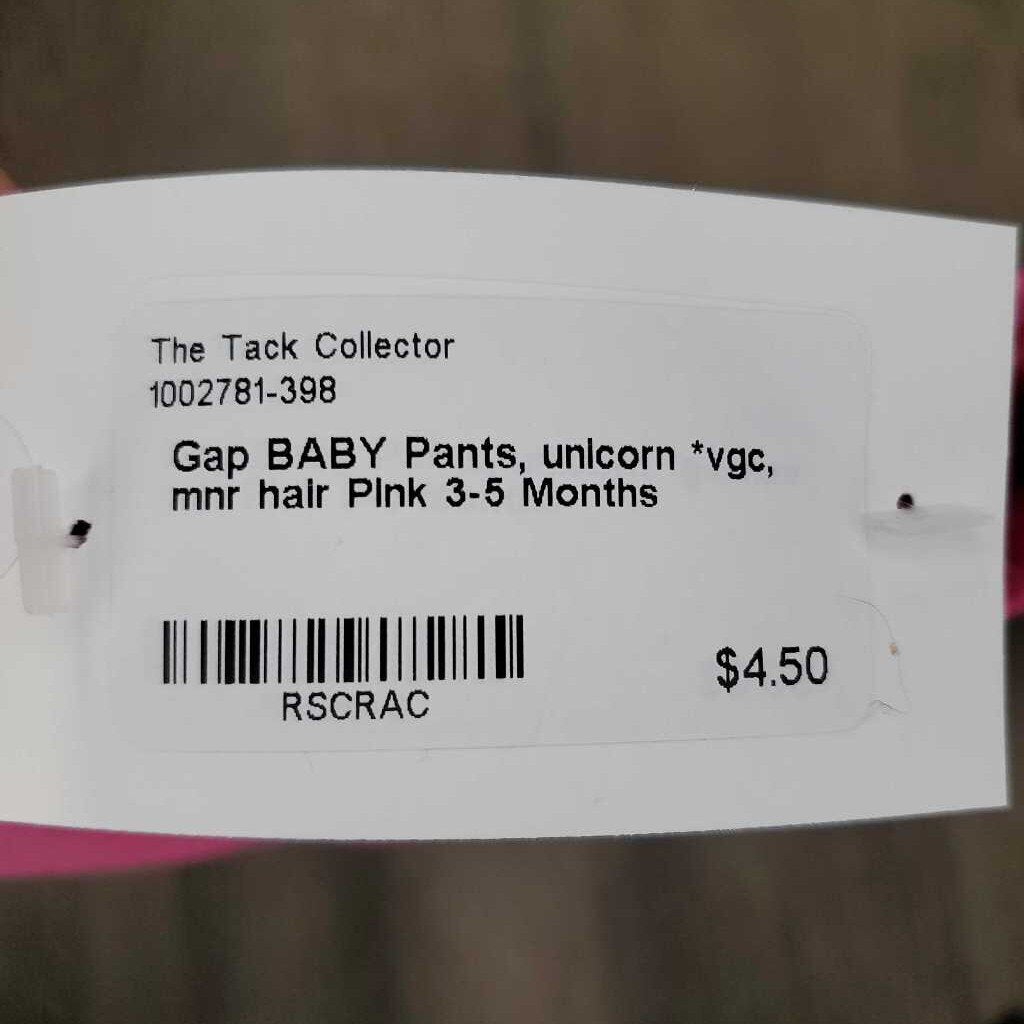 The Tack Collector
1002781-398
Gap BABY Pants, unicorn *vgc,
mnr hair Pink 3-5 Months
RSCRAC
$4.50